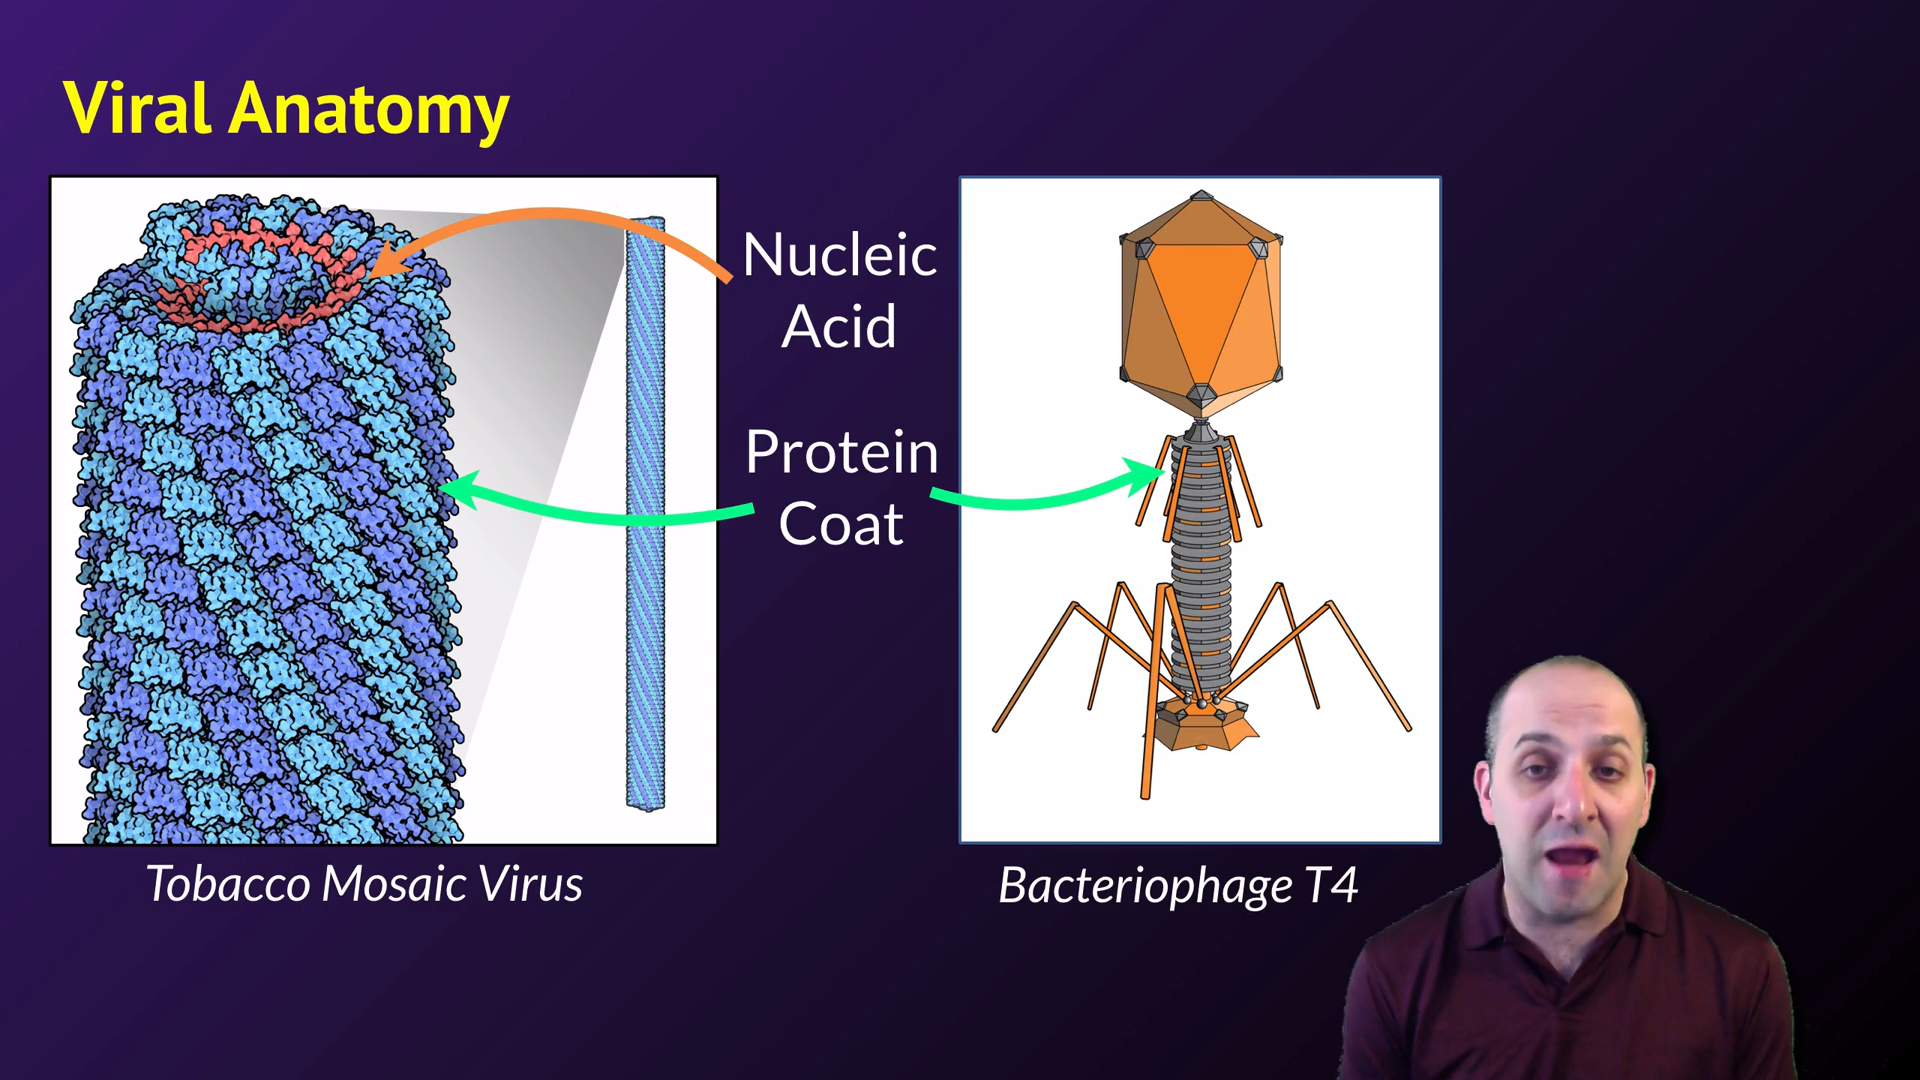 Viral Anatomy
Nucleic
Acid
Protein
Coat
Tobacco Mosaic Virus
Bacteriophage T4